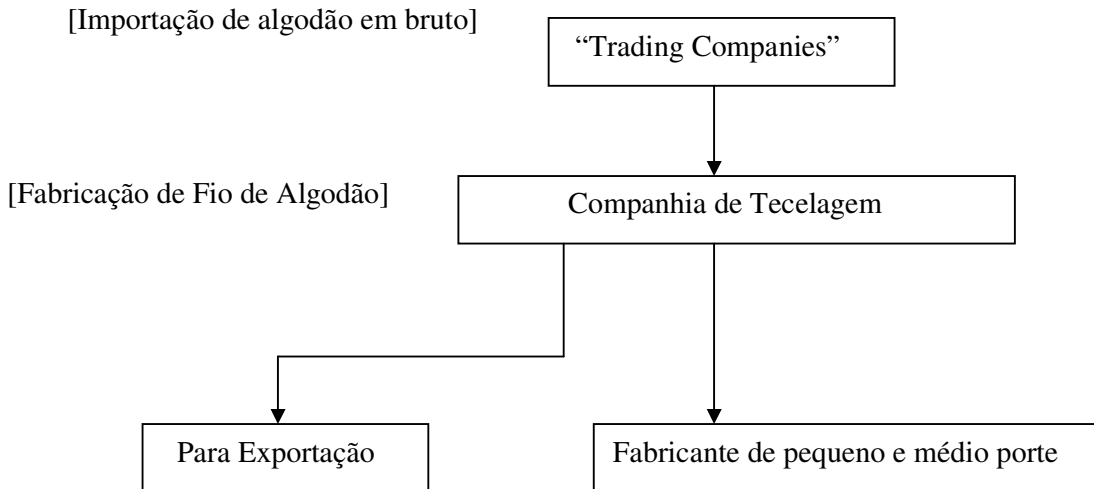 [Importação de algodão em bruto]
“Trading Companies”
[Fabricação de Fio de Algodão]
Companhia de Tecelagem
Para Exportação
Fabricante de pequeno e médio porte